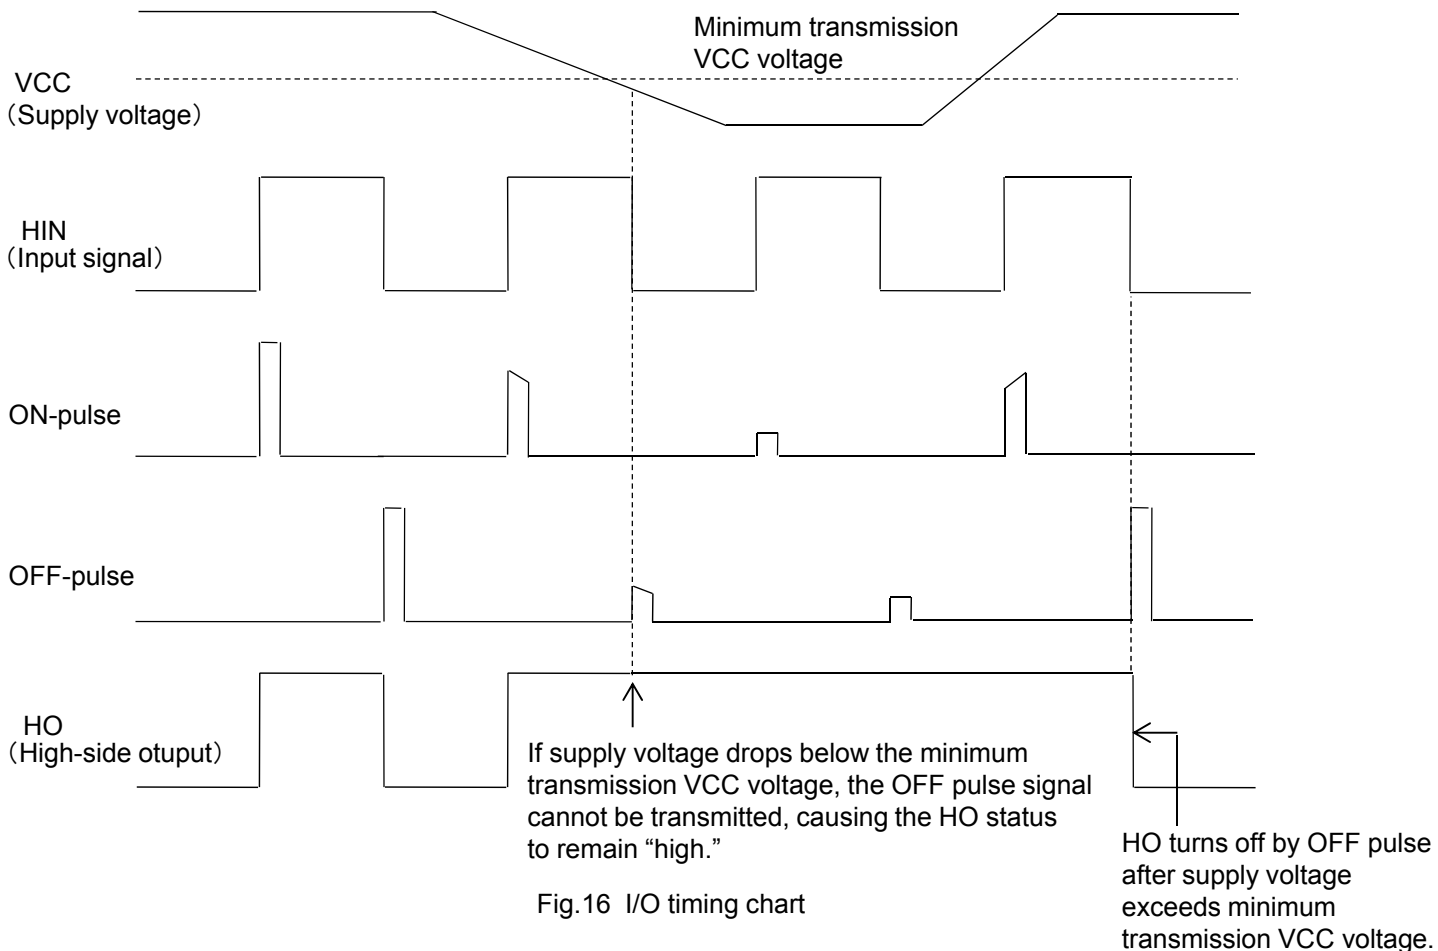 Minimum transmission
VCC voltage
VCC
（Supply voltage）
HIN
（Input signal）
ON-pulse
OFF-pulse
HO
（High-side otuput）
If supply voltage drops below the minimum
transmission VCC voltage, the OFF pulse signal
cannot be transmitted, causing the HO status
to remain “high.”
HO turns off by OFF pulse
after supply voltage
exceeds minimum
transmission VCC voltage.
Fig.16 I/O timing chart